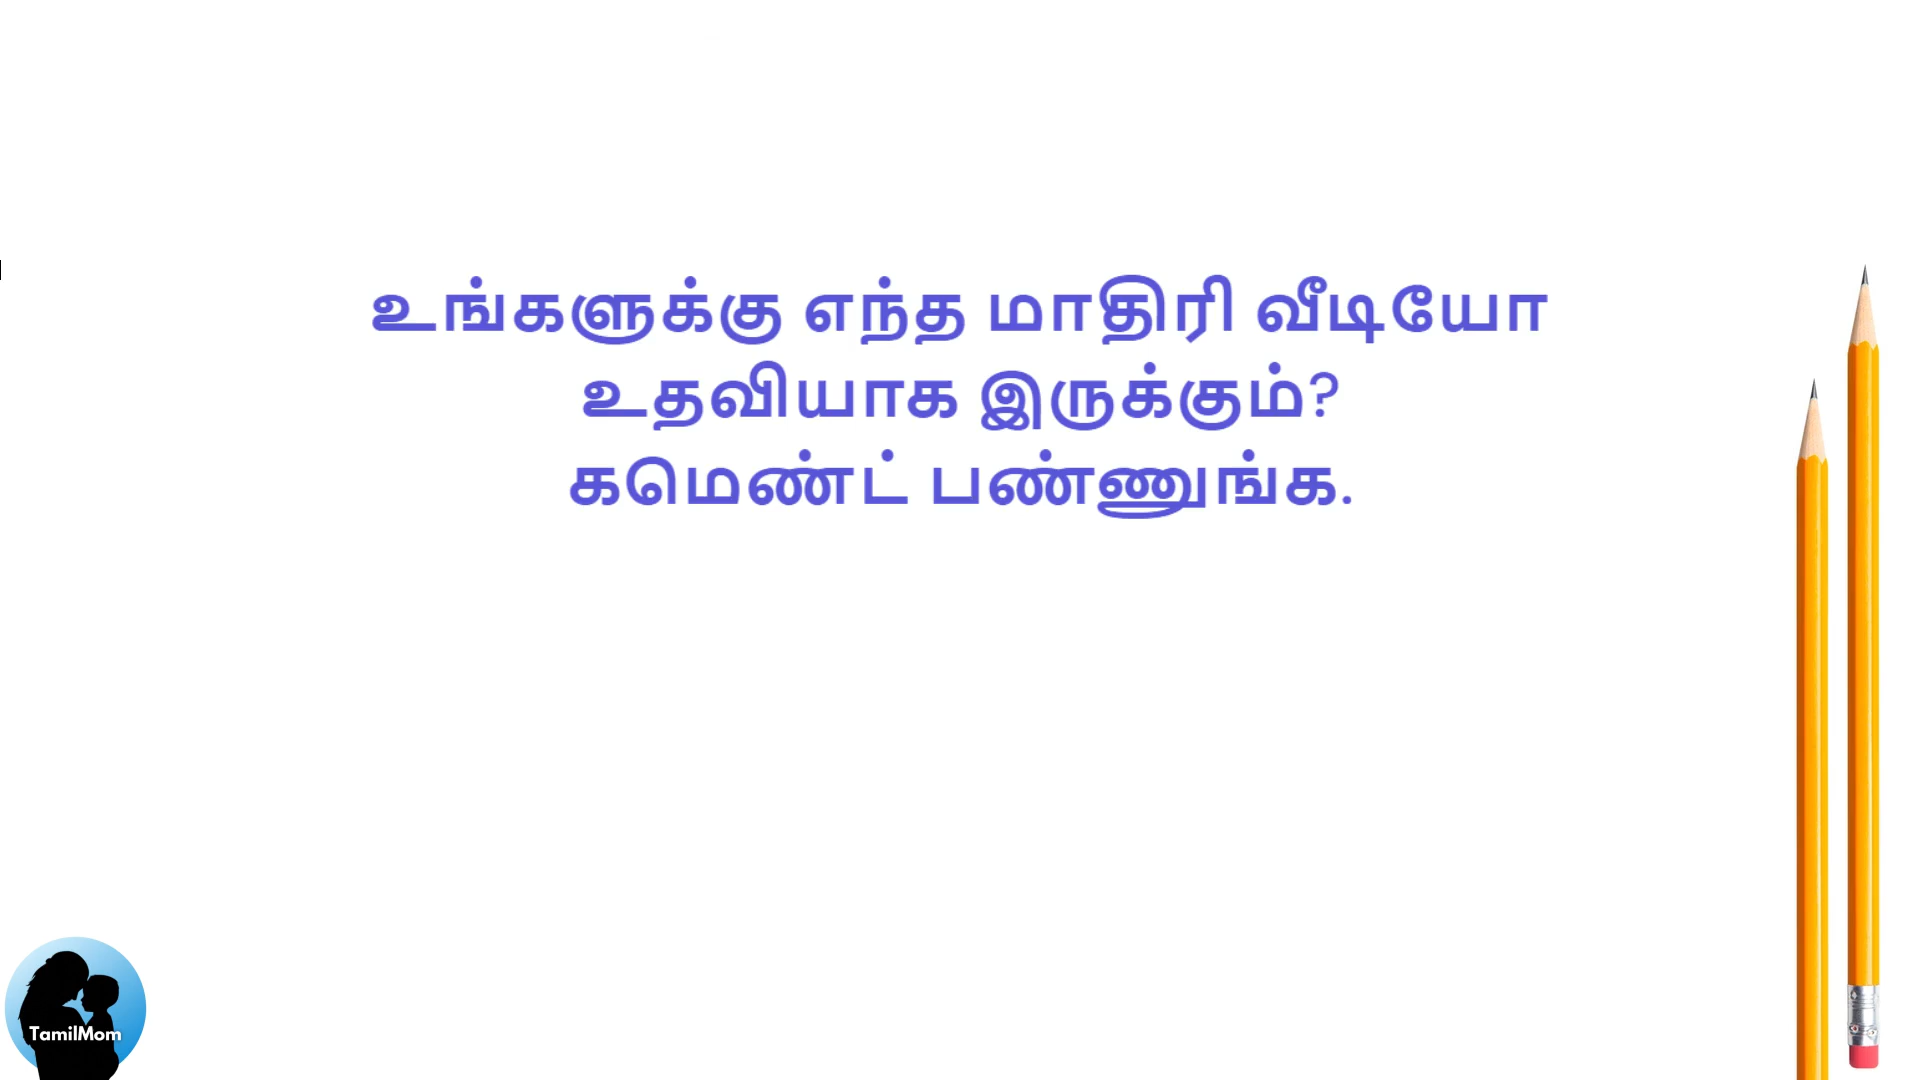 உங்களுக்கு எந்த மாதிரி வீடியோ
உதவியாக இருக்கும்?
கமெண்ட் பண்ணுங்க.
TamilMom